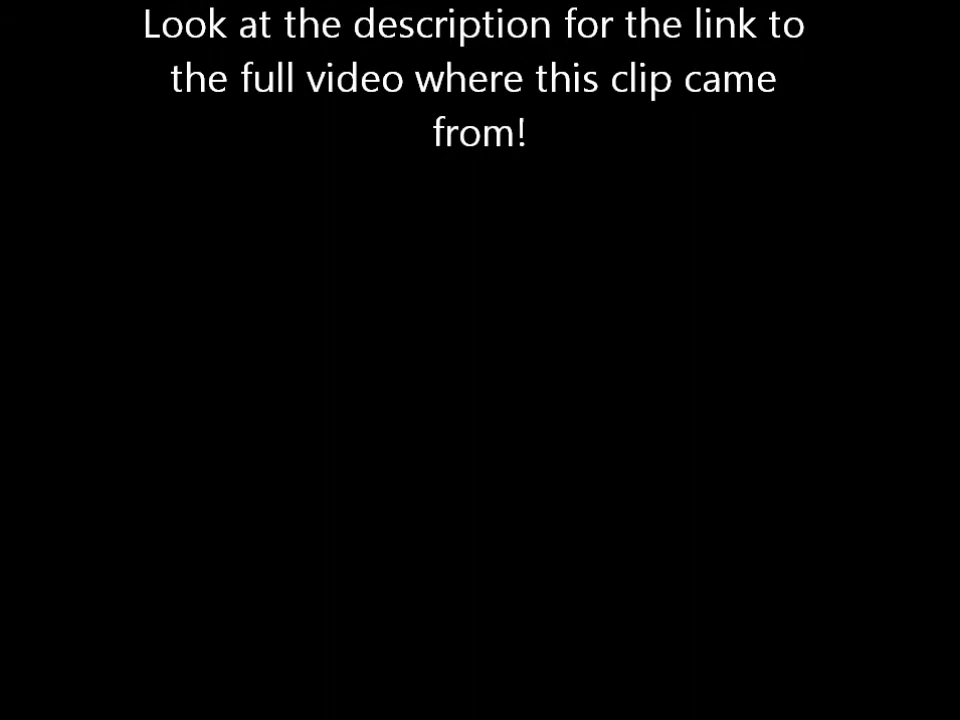 Look at the description for the link to
the full video where this clip came
from!